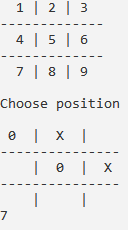 1 | 2 | 3
--------------
4 | 5 | 6
--------------
7 | 8 | 9
Choose position
0 | X |
----------------
| 0 | X
----------------
| |
7